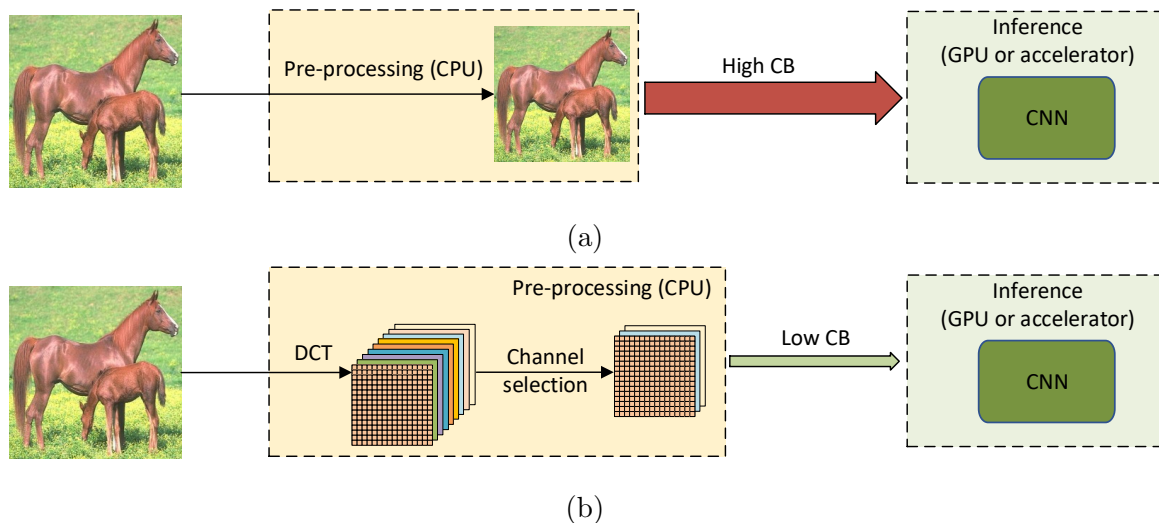 Pre-processing (CPU)
High CB
Inference
(GPU or accelerator)
CNN
(a)
Pre-processing (CPU)
DCT
Channel
selection
Low CB
Inference
(GPU or accelerator)
CNN
(b)